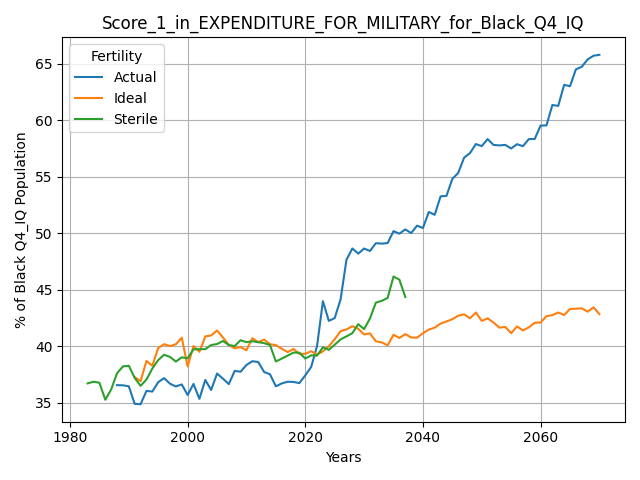 Score_1_in_EXPENDITURE_FOR_MILITARY_for_Black_Q4_IQ
Fertility
Actual
Ideal
Sterile
% of Black Q4_IQ Population
65
60
55
50
45
40
35
1980
2000
2020
2040
2060
Years